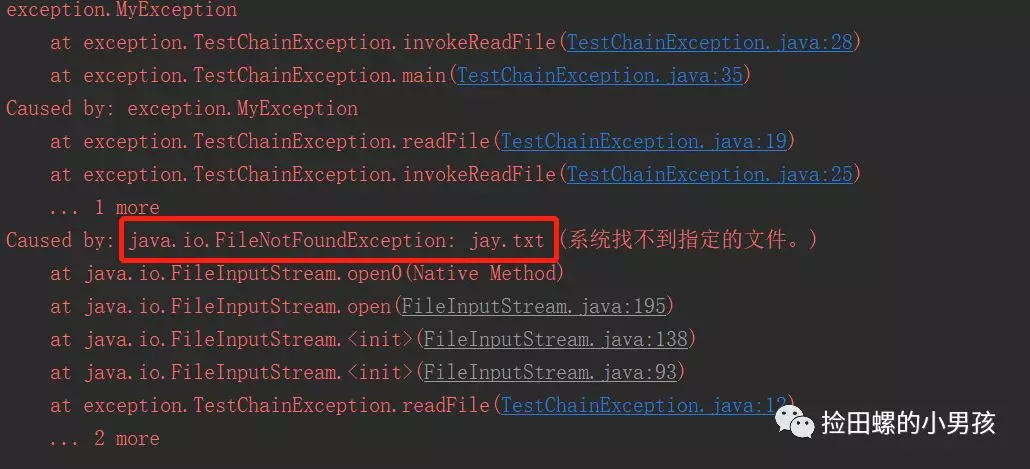 exception.MyException
at exception.TestChainException.invokeReadFile(TestChainException.java:28)
at exception.TestChainException.main(TestChainException.java:35)
Caused by: exception.MyException
at exception.TestChainException.readFile(TestChainException.java:19)
at exception.TestChainException.invokeReadFile(TestChainException.java:25)
... 1 more
Caused by: java.io.FileNotFoundException: jay.txt (系统找不到指定的文件。)
at java.io.FileInputStream.open0(Native Method)
at java.io.FileInputStream.open(FileInputStream.java:195)
at java.io.FileInputStream.<init>(FileInputStream.java:138)
at java.io.FileInputStream.<init>(FileInputStream.java:93)
at exception.TestChainException.readFile(TestChainException.java:12)
... 2 more
捡田螺的小男孩